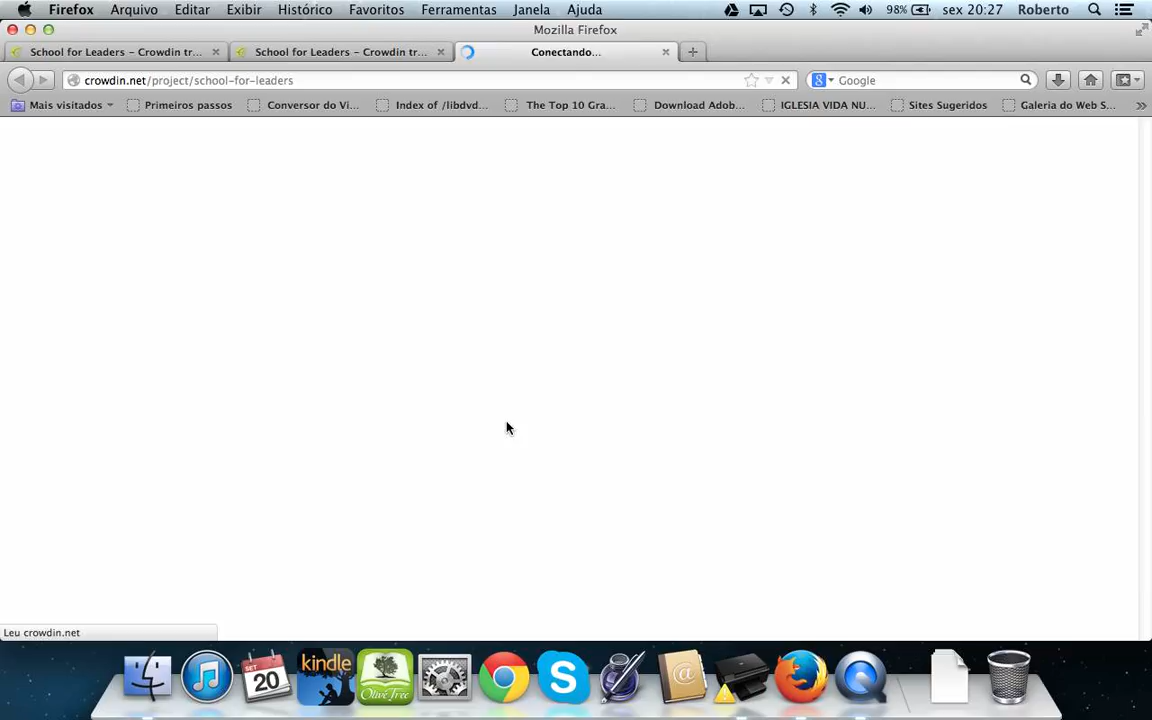 Firefox Arquivo Editar Exibir Histórico Favoritos Ferramentas Janela Ajuda 98% sex 20:27 Roberto
Mozilla Firefox
School for Leaders – Crowdin tr... School for Leaders – Crowdin tr... Conectando...
crowdin.net/project/school-for-leaders Google
Mais visitados Primeiros passos Conversor do Vi... Index of /libdvd... The Top 10 Gra... Download Adob... IGLESIA VIDA NU... Sites Sugeridos Galeria do Web S...
Leu crowdin.net
SET
20
kindle
OliveTree